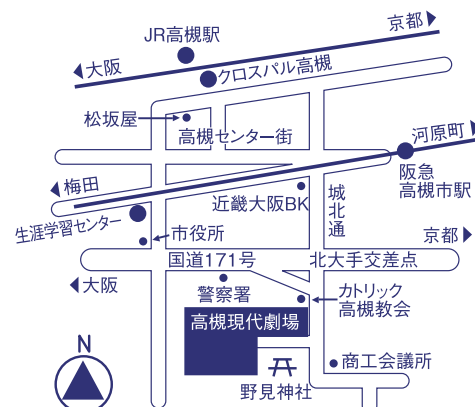 JR高槻駅
京都
大阪
クロスパル高槻
松坂屋
高槻センター街
河原町
梅田
阪急
高槻市駅
近畿大阪BK
城北通
生涯学習センター
市役所
国道171号
北大手交差点
京都
大阪
警察署
カトリック
高槻教会
高槻現代劇場
N
商工会議所
野見神社